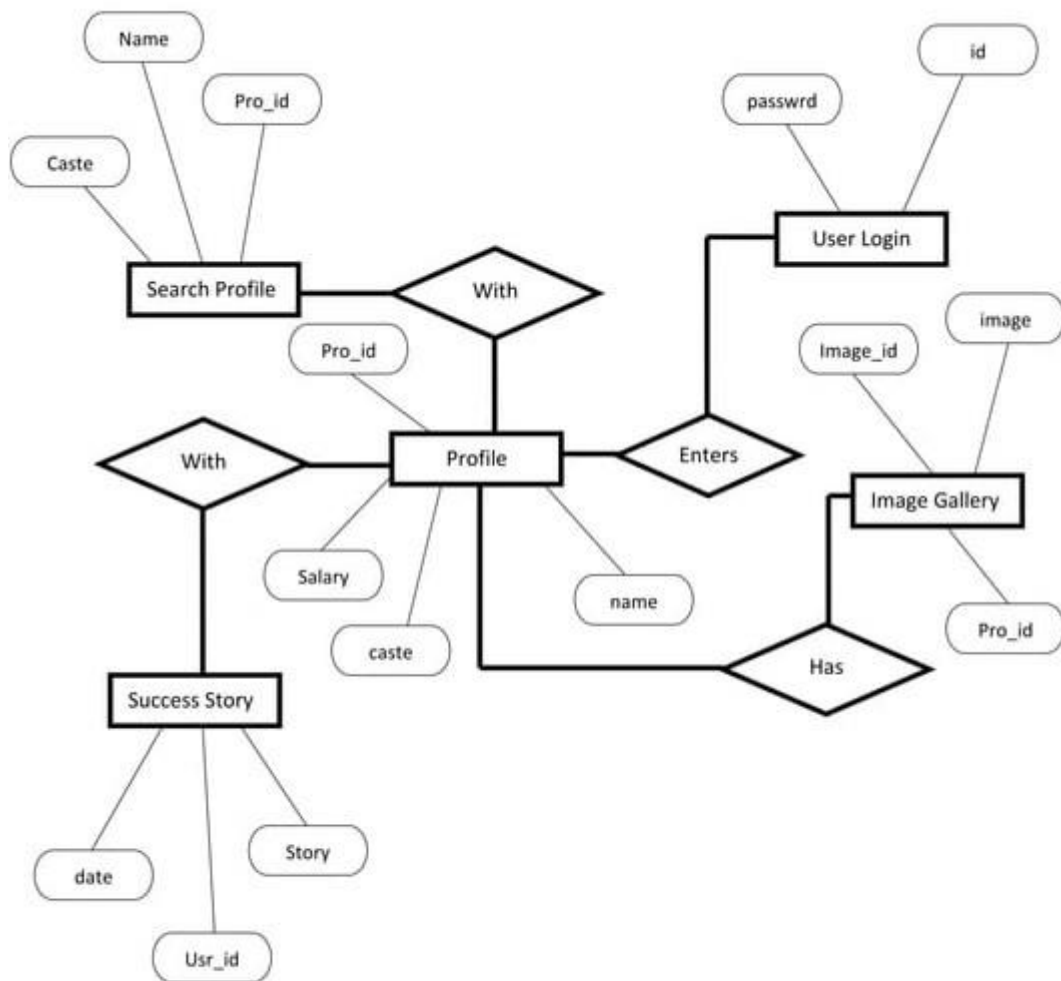 Name
id
Pro_id
passwrd
Caste
User Login
Search Profile
With
image
Pro_id
Image_id
With
Profile
Enters
Image Gallery
Salary
name
caste
Pro_id
Has
Success Story
Story
date
Usr_id